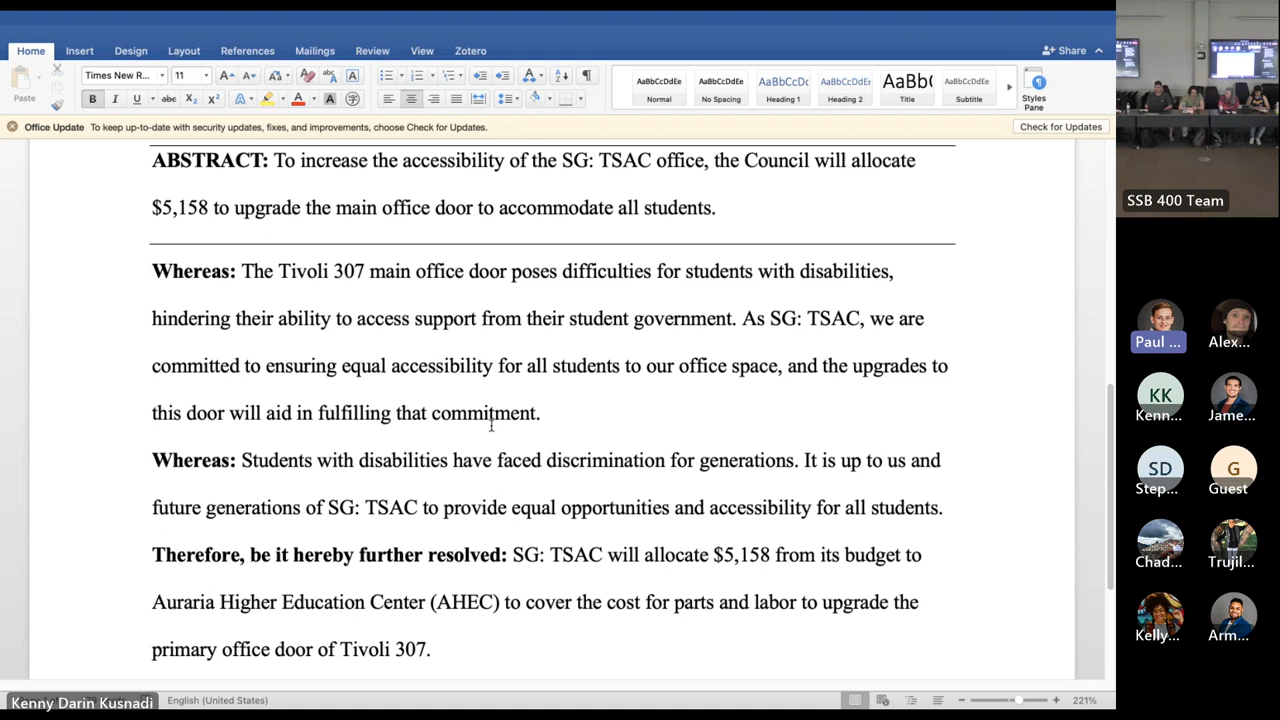 Home Insert Design Layout References Mailings Review View Zotero Share
Times New R... 11
Paste
AaBbCcDdEe AaBbCcDdEe AaBbCcDc AaBbCcDdEe AaBb( AaBbCcDdEe
Normal No Spacing Heading 1 Heading 2 Title Subtitle
Styles
Pane
Office Update To keep up-to-date with security updates, fixes, and improvements, choose Check for Updates.
Check for Updates
ABSTRACT: To increase the accessibility of the SG: TSAC office, the Council will allocate
$5,158 to upgrade the main office door to accommodate all students.
Whereas: The Tivoli 307 main office door poses difficulties for students with disabilities,
hindering their ability to access support from their student government. As SG: TSAC, we are
committed to ensuring equal accessibility for all students to our office space, and the upgrades to
this door will aid in fulfilling that commitment.
Whereas: Students with disabilities have faced discrimination for generations. It is up to us and
future generations of SG: TSAC to provide equal opportunities and accessibility for all students.
Therefore, be it hereby further resolved: SG: TSAC will allocate $5,158 from its budget to
Auraria Higher Education Center (AHEC) to cover the cost for parts and labor to upgrade the
primary office door of Tivoli 307.
English (United States)
221%
Kenny Darin Kusnadi
SSB 400 Team
Paul ... Alex...
KK
Kenn... Jame...
SD G
Step... Guest
Chad... Trujil...
Kelly... Arm...